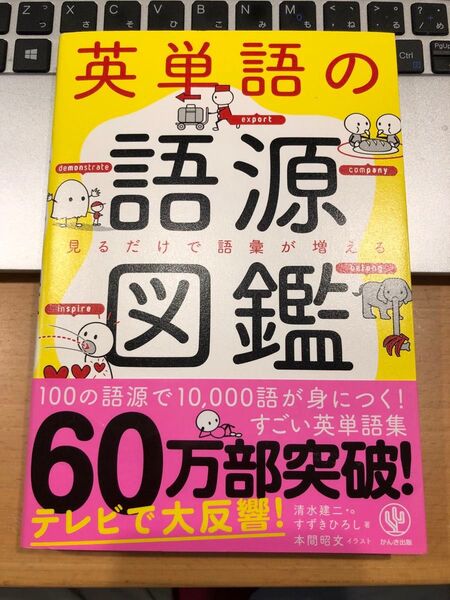 英単語の
export
demonstrate
company
語源
見るだけで語彙が増える
belong
inspire
図鑑
100の語源で10,000語が身につく!
すごい英単語集
60万部突破!
テレビで大反響!
清水建二・著
すずきひろし
本間昭文 イラスト
かんき出版